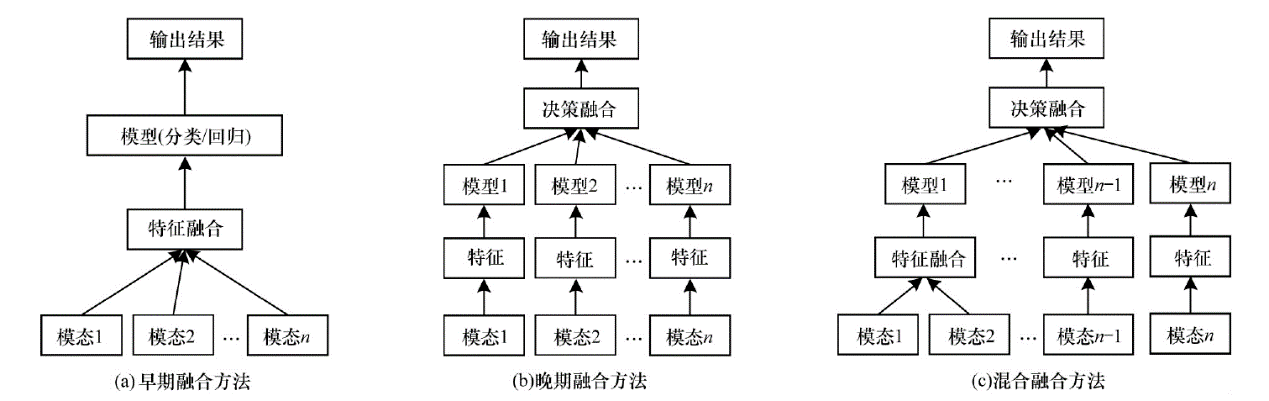 输出结果
模型(分类/回归)
特征融合
模态1 模态2 … 模态n
(a)早期融合方法
输出结果
决策融合
模型1 模型2 … 模型n
特征 特征 … 特征
模态1 模态2 … 模态n
(b)晚期融合方法
输出结果
决策融合
模型1 … 模型n−1 模型n
特征融合 … 特征 特征
模态1 模态2 … 模态n−1 模态n
(c)混合融合方法